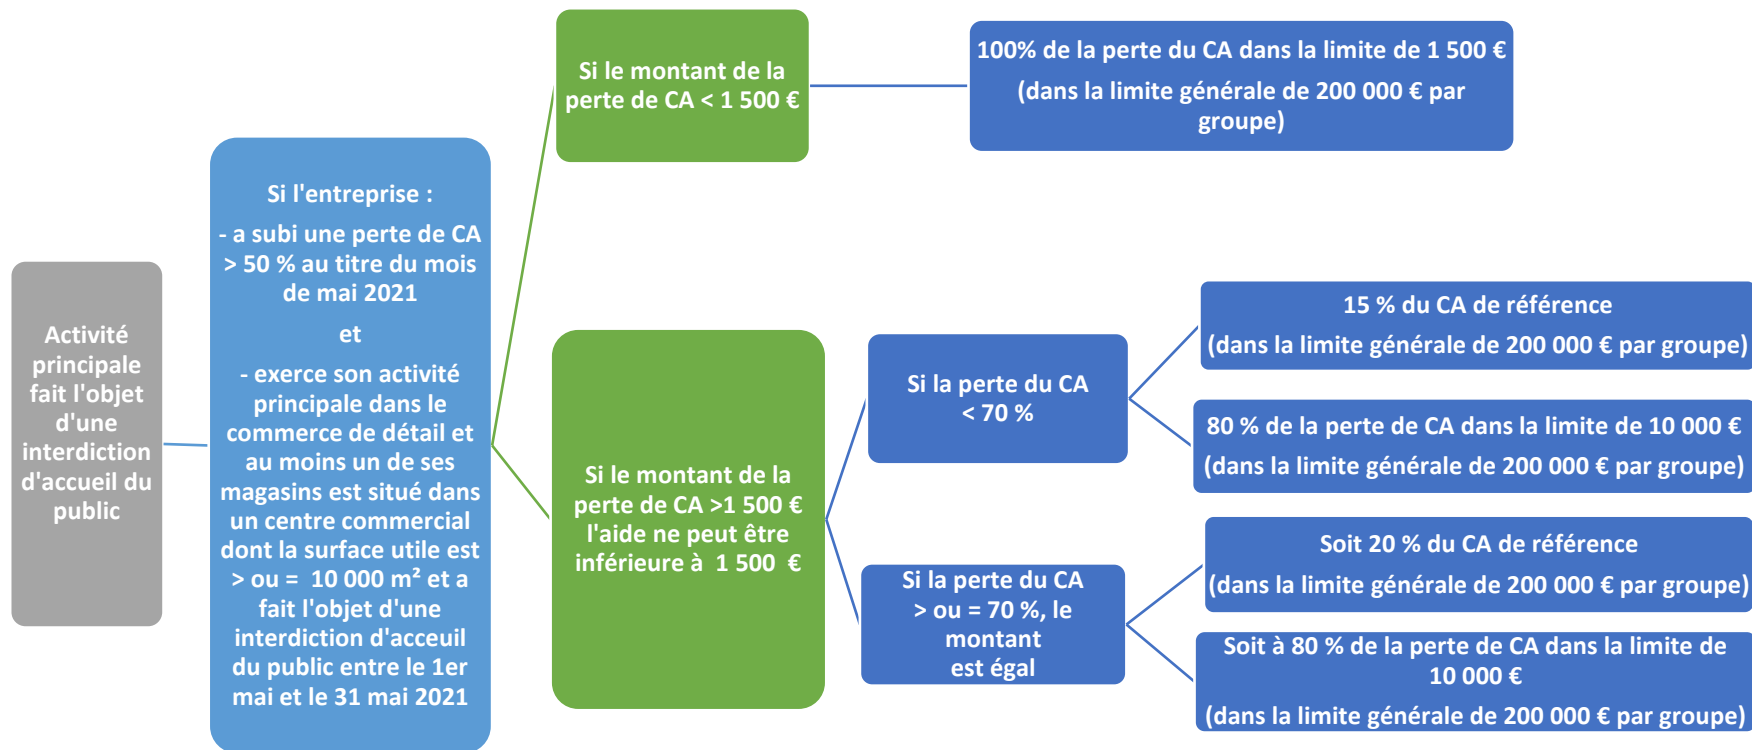 Activité
principale
fait l'objet
d'une
interdiction
d'accueil du
public
Si l'entreprise :
- a subi une perte de CA
> 50 % au titre du mois
de mai 2021
et
- exerce son activité
principale dans le
commerce de détail et
au moins un de ses
magasins est situé dans
un centre commercial
dont la surface utile est
> ou = 10 000 m² et a
fait l'objet d'une
interdiction d'acceuil
du public entre le 1er
mai et le 31 mai 2021
Si le montant de la
perte de CA < 1 500 €
100% de la perte du CA dans la limite de 1 500 €
(dans la limite générale de 200 000 € par
groupe)
Si le montant de la
perte de CA >1 500 €
l'aide ne peut être
inférieure à 1 500 €
Si la perte du CA
< 70 %
15 % du CA de référence
(dans la limite générale de 200 000 € par groupe)
80 % de la perte de CA dans la limite de 10 000 €
(dans la limite générale de 200 000 € par groupe)
Si la perte du CA
> ou = 70 %, le
montant
est égal
Soit 20 % du CA de référence
(dans la limite générale de 200 000 € par groupe)
Soit à 80 % de la perte de CA dans la limite de
10 000 €
(dans la limite générale de 200 000 € par groupe)